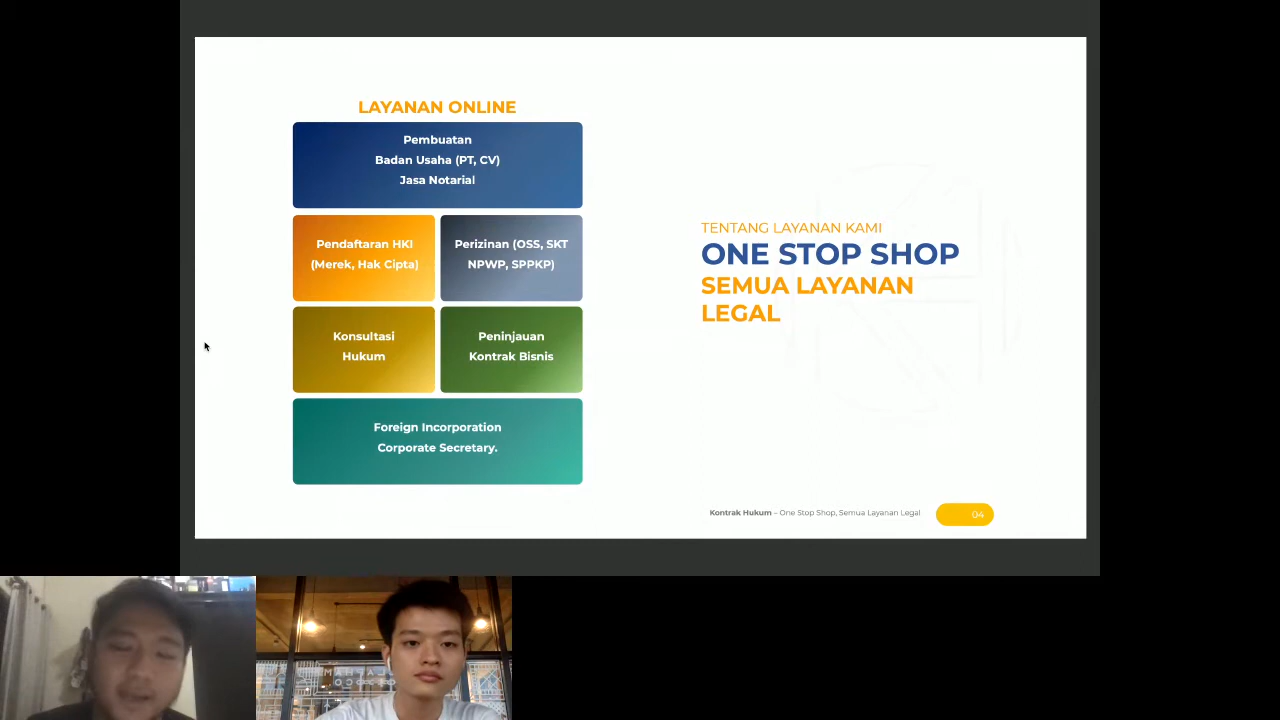 LAYANAN ONLINE
Pembuatan
Badan Usaha (PT, CV)
Jasa Notarial
Pendaftaran HKI
(Merek, Hak Cipta)
Perizinan (OSS, SKT
NPWP, SPPKP)
Konsultasi
Hukum
Peninjauan
Kontrak Bisnis
Foreign Incorporation
Corporate Secretary.
TENTANG LAYANAN KAMI
ONE STOP SHOP
SEMUA LAYANAN
LEGAL
Kontrak Hukum – One Stop Shop, Semua Layanan Legal
04